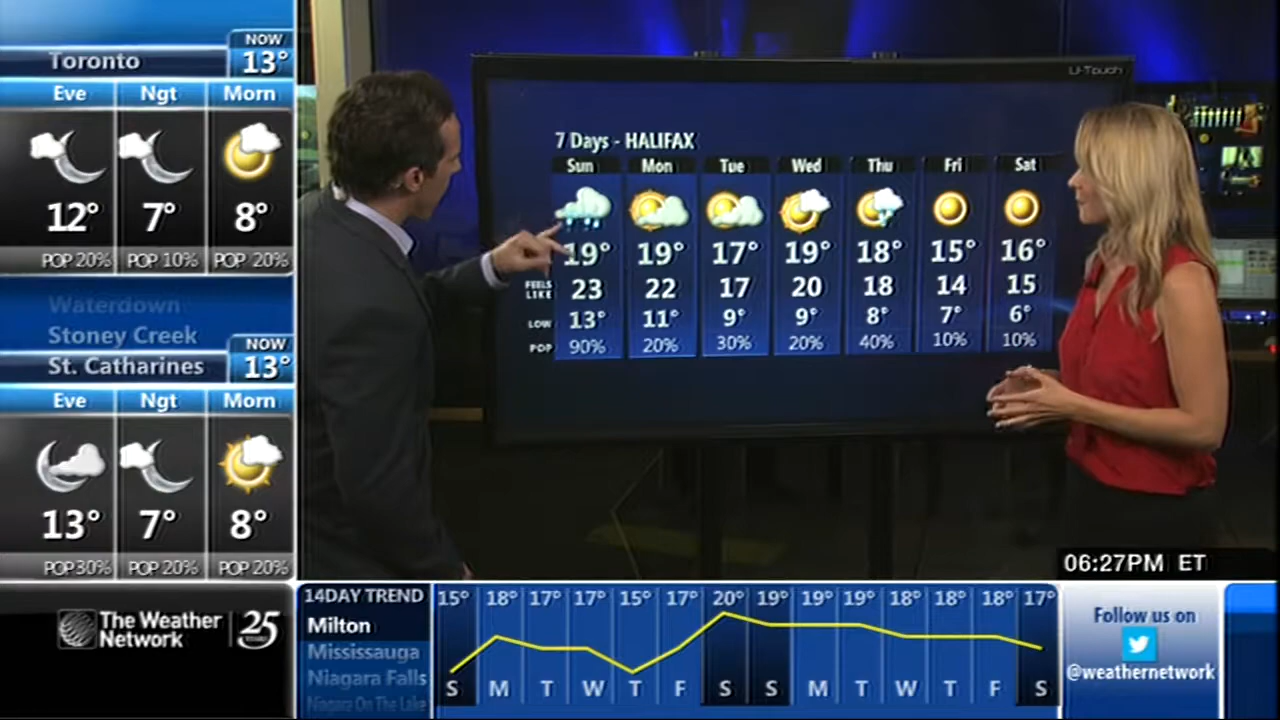 NOW
Toronto 13°
Eve Ngt Morn
12° 7° 8°
POP 20% POP 10% POP 20%
Waterdown
Stoney Creek
NOW
St. Catharines 13°
Eve Ngt Morn
13° 7° 8°
POP 30% POP 20% POP 20%
The Weather
Network
25
U-Touch
7 Days - HALIFAX
Sun Mon Tue Wed Thu Fri Sat
19° 19° 17° 19° 18° 15° 16°
FEELS
LIKE
23 22 17 20 18 14 15
LOW 13° 11° 9° 9° 8° 7° 6°
POP 90% 20% 30% 20% 40% 10% 10%
06:27PM ET
14DAY TREND
Milton
Mississauga
Niagara Falls
Niagara On The Lake
15° 18° 17° 17° 15° 17° 20° 19° 19° 19° 18° 18° 18° 17°
S M T W T F S S M T W T F S
Follow us on
@weathernetwork